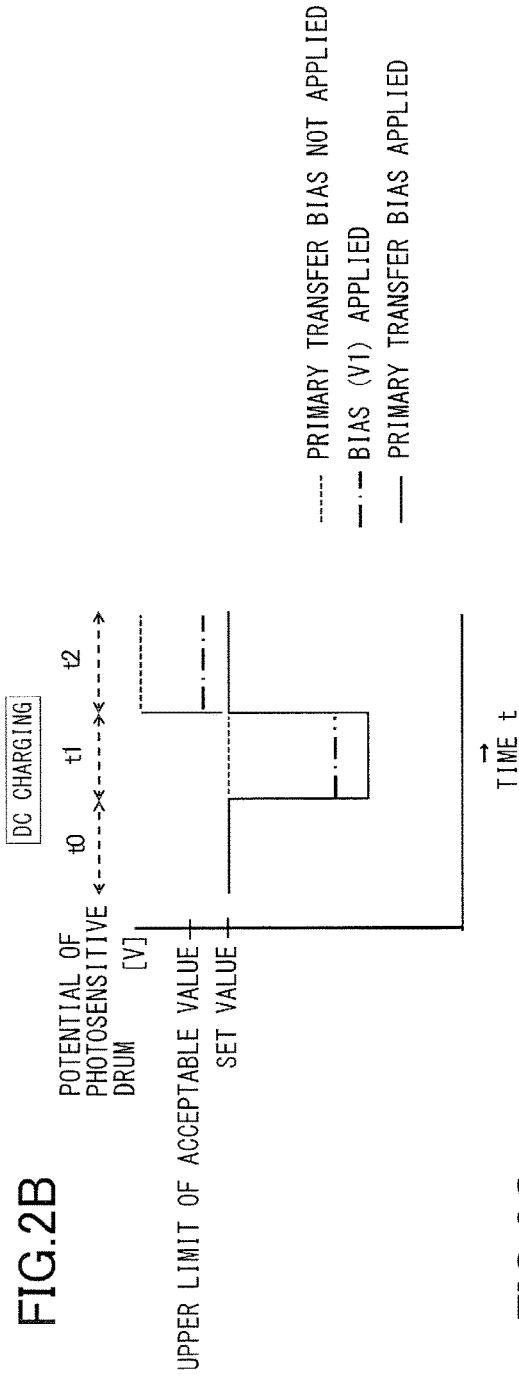 FIG.2B
DC CHARGING
POTENTIAL OF
PHOTOSENSITIVE
DRUM
[V]
t0
t1
t2
UPPER LIMIT OF ACCEPTABLE VALUE
SET VALUE
→
TIME t
PRIMARY TRANSFER BIAS NOT APPLIED
BIAS (V1) APPLIED
PRIMARY TRANSFER BIAS APPLIED